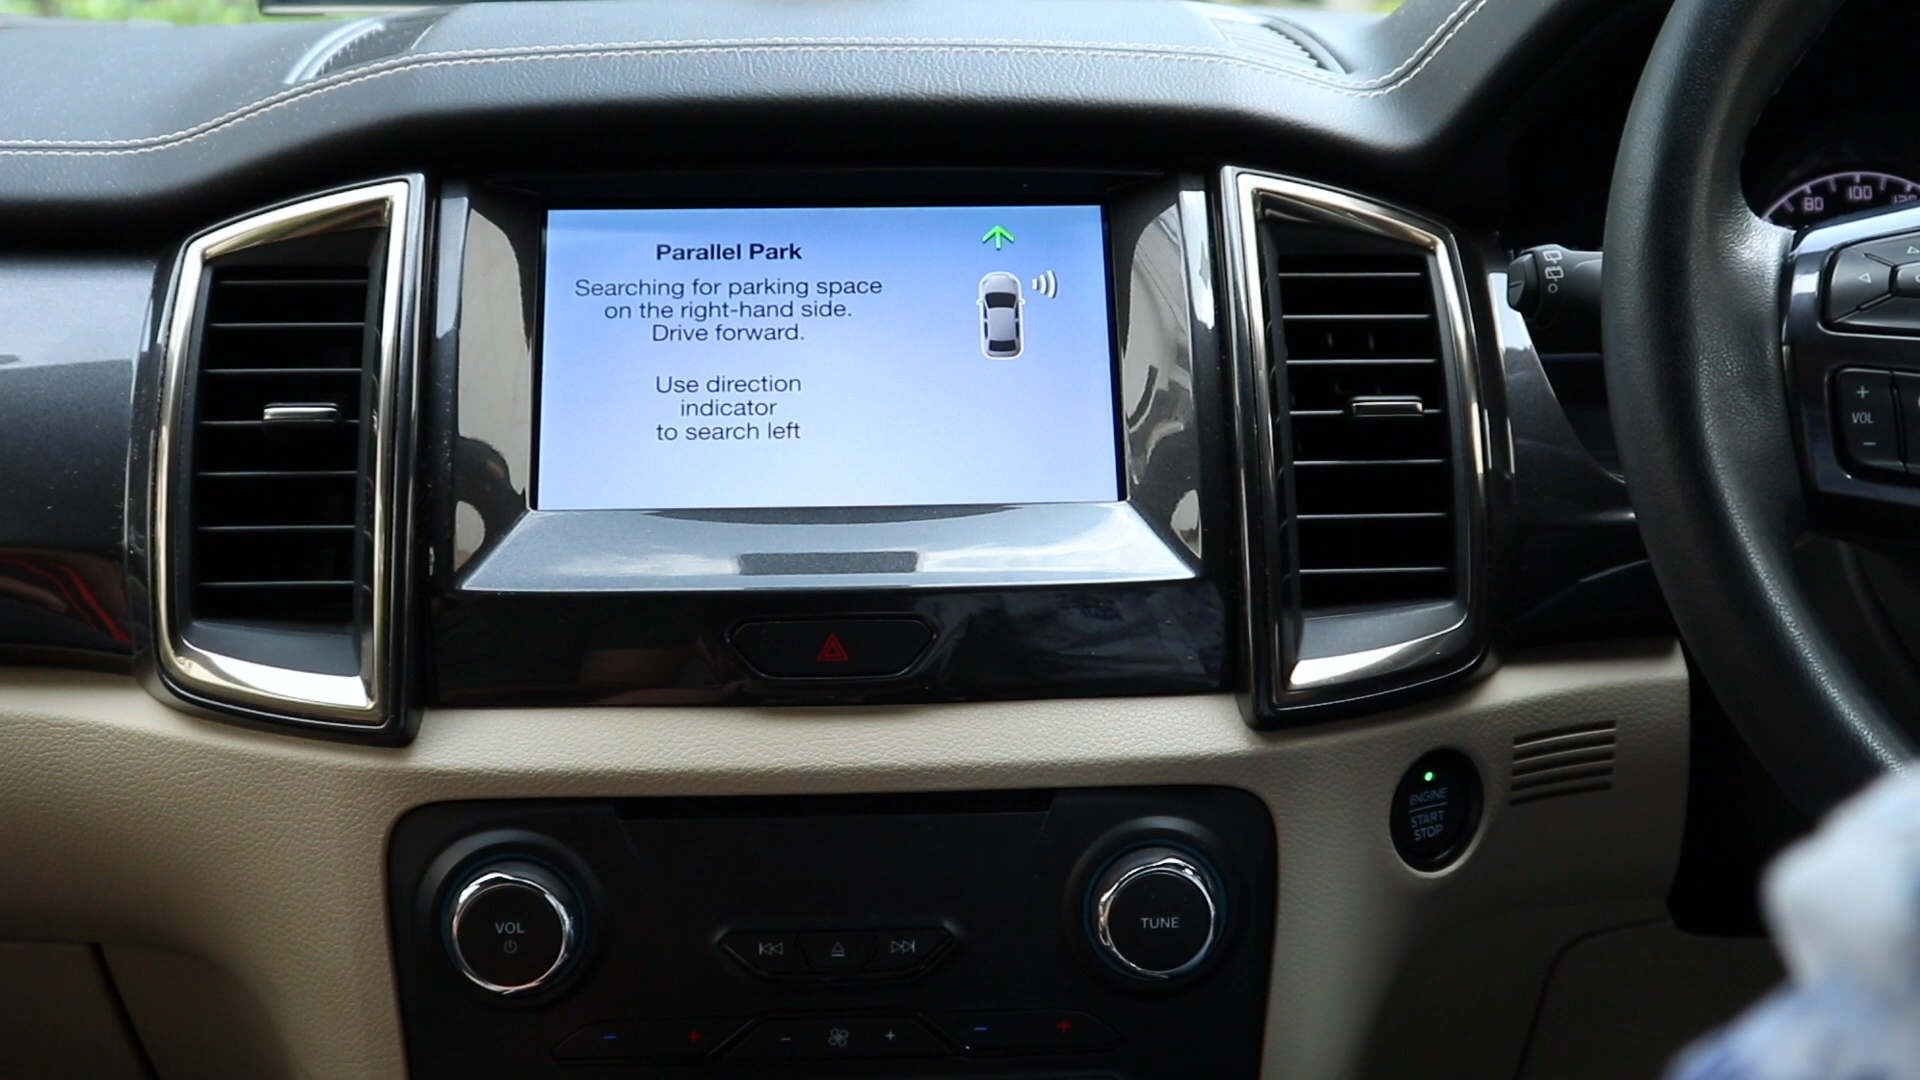 Parallel Park
Searching for parking space
on the right-hand side.
Drive forward.
Use direction
indicator
to search left
80
100
120
+
VOL
−
ENGINE
START
STOP
VOL
TUNE
− + − + − +